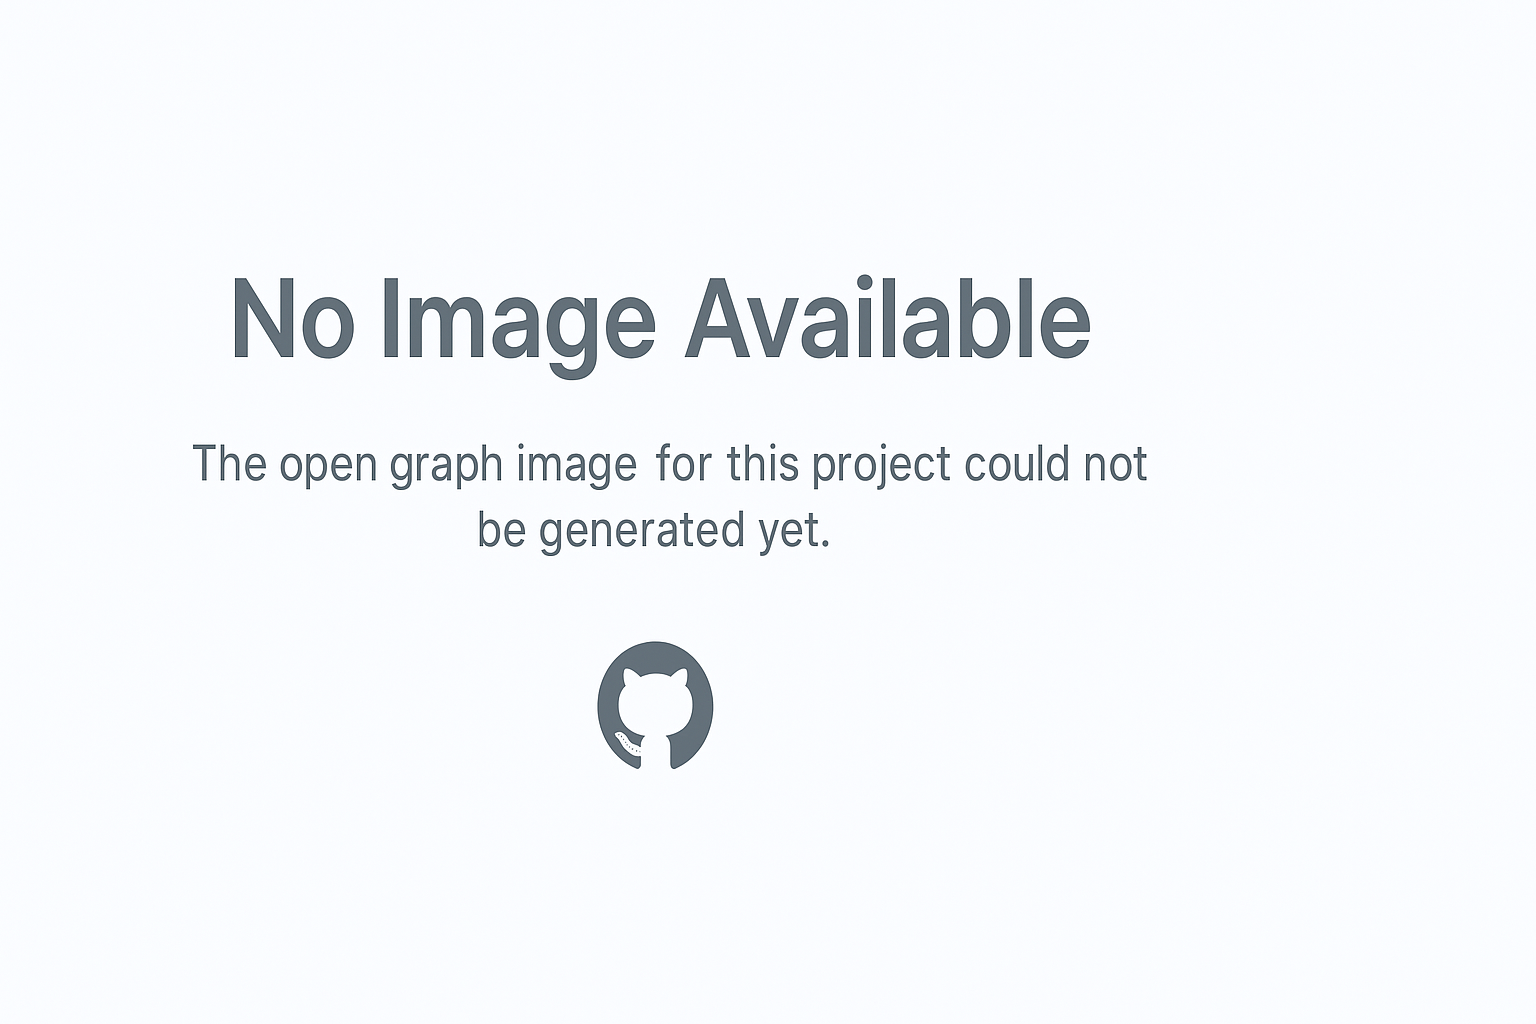 No Image Available
The open graph image for this project could not
be generated yet.